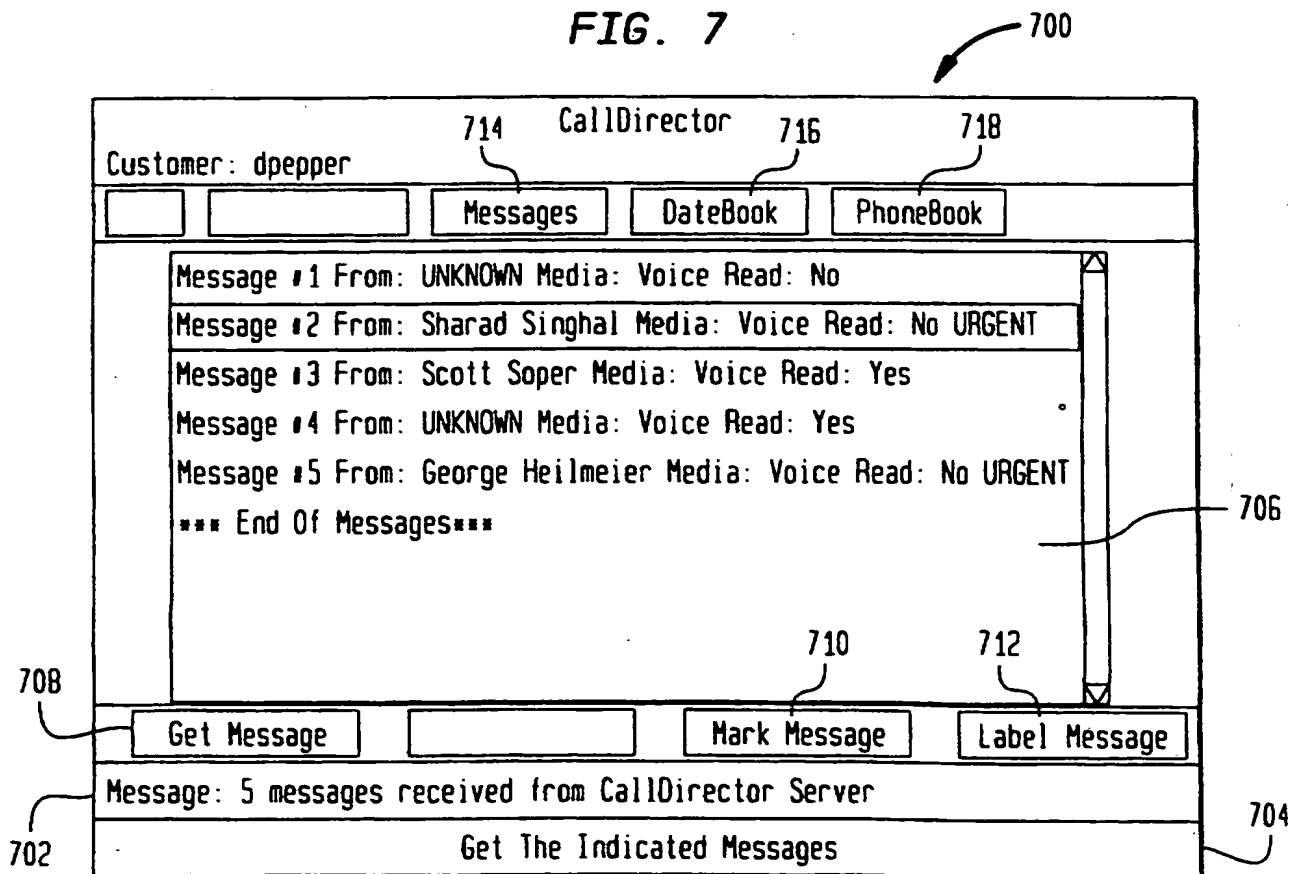 FIG. 7
700
CallDirector
714
716
718
Customer: dpepper
Messages
DateBook
PhoneBook
Message #1 From: UNKNOWN Media: Voice Read: No
Message #2 From: Sharad Singhal Media: Voice Read: No URGENT
Message #3 From: Scott Soper Media: Voice Read: Yes
Message #4 From: UNKNOWN Media: Voice Read: Yes
Message #5 From: George Heilmeier Media: Voice Read: No URGENT
*** End Of Messages***
706
710
712
708
Get Message
Mark Message
Label Message
Message: 5 messages received from CallDirector Server
702
704
Get The Indicated Messages